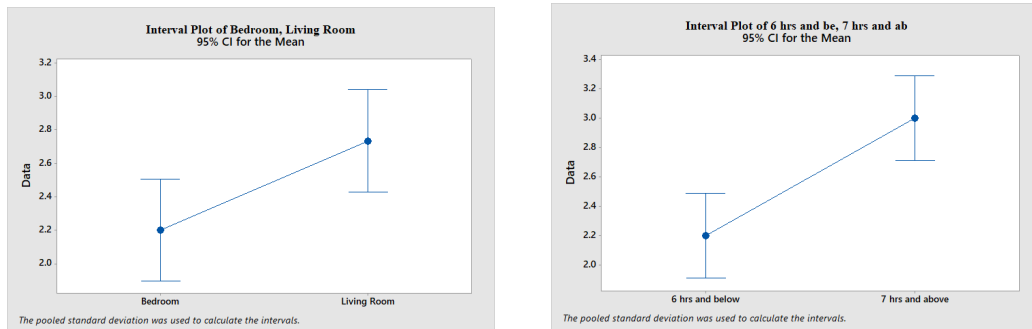 Interval Plot of Bedroom, Living Room
95% CI for the Mean
3.2
3.0
2.8
2.6
2.4
2.2
2.0
Data
Bedroom Living Room
The pooled standard deviation was used to calculate the intervals.
Interval Plot of 6 hrs and be, 7 hrs and ab
95% CI for the Mean
3.4
3.2
3.0
2.8
2.6
2.4
2.2
2.0
Data
6 hrs and below 7 hrs and above
The pooled standard deviation was used to calculate the intervals.